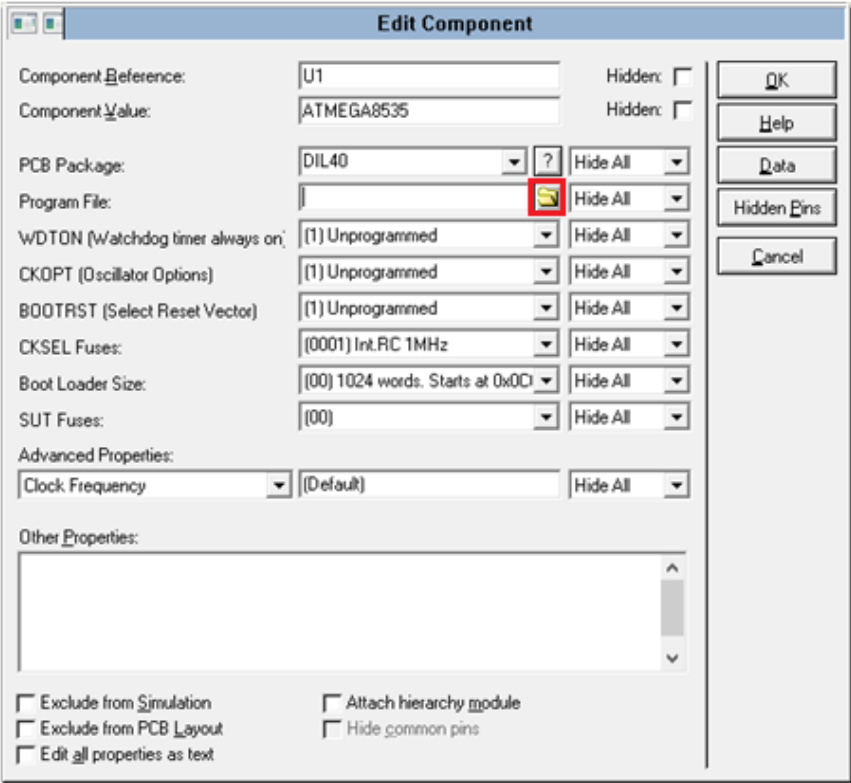 Edit Component
Component Reference: U1 Hidden:
Component Value: ATMEGA8535 Hidden:
PCB Package: DIL40 ? Hide All
Program File: Hide All
WDTON (Watchdog timer always on) (1) Unprogrammed Hide All
CKOPT (Oscillator Options) (1) Unprogrammed Hide All
BOOTRST (Select Reset Vector) (1) Unprogrammed Hide All
CKSEL Fuses: (0001) Int.RC 1MHz Hide All
Boot Loader Size: (00) 1024 words. Starts at 0x0C Hide All
SUT Fuses: (00) Hide All
Advanced Properties:
Clock Frequency (Default) Hide All
Other Properties:
Exclude from Simulation Attach hierarchy module
Exclude from PCB Layout Hide common pins
Edit all properties as text
OK
Help
Data
Hidden Pins
Cancel